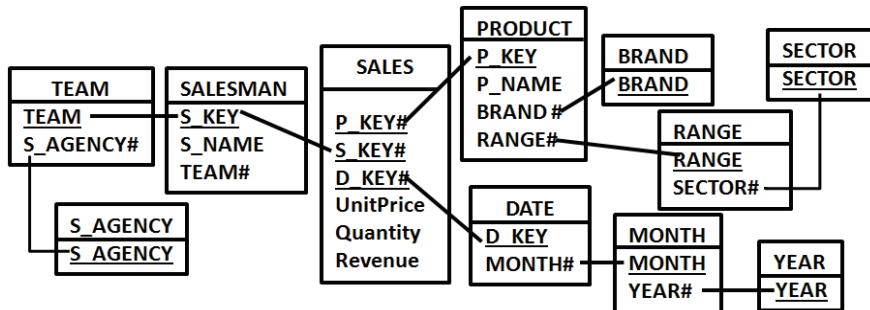 TEAM
TEAM
S_AGENCY#
S_AGENCY
S_AGENCY
SALESMAN
S_KEY
S_NAME
TEAM#
SALES
P_KEY#
S_KEY#
D_KEY#
UnitPrice
Quantity
Revenue
PRODUCT
P_KEY
P_NAME
BRAND #
RANGE#
BRAND
BRAND
SECTOR
SECTOR
RANGE
RANGE
SECTOR#
DATE
D_KEY
MONTH#
MONTH
MONTH
YEAR#
YEAR
YEAR